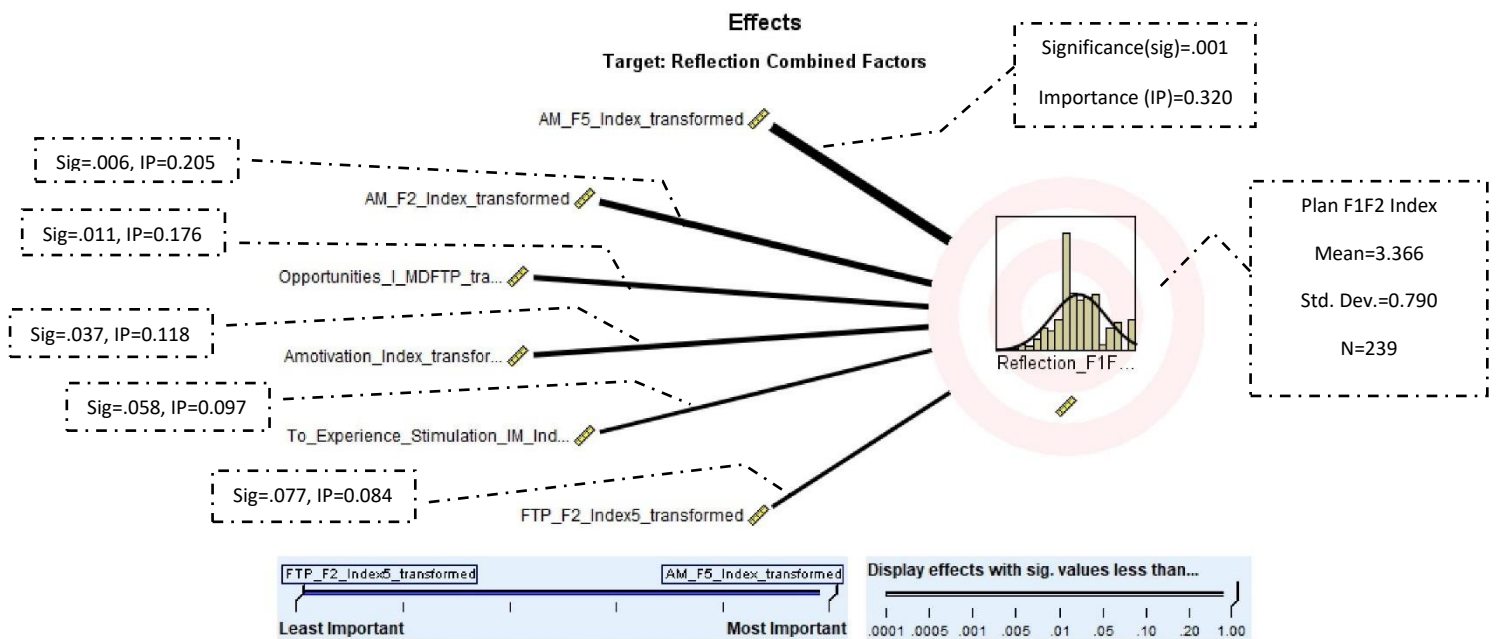 Effects
Target: Reflection Combined Factors
Significance(sig)=.001
Importance (IP)=0.320
AM_F5_Index_transformed
Sig=.006, IP=0.205
AM_F2_Index_transformed
Sig=.011, IP=0.176
Opportunities_I_MDFTP_tra...
Sig=.037, IP=0.118
Amotivation_Index_transfor...
Sig=.058, IP=0.097
To_Experience_Stimulation_IM_Ind...
Sig=.077, IP=0.084
FTP_F2_Index5_transformed
Reflection_F1F...
Plan F1F2 Index
Mean=3.366
Std. Dev.=0.790
N=239
FTP_F2_Index5_transformed
AM_F5_Index_transformed
Least Important
Most Important
Display effects with sig. values less than...
.0001 .0005 .001 .005 .01 .05 .10 .20 1.00